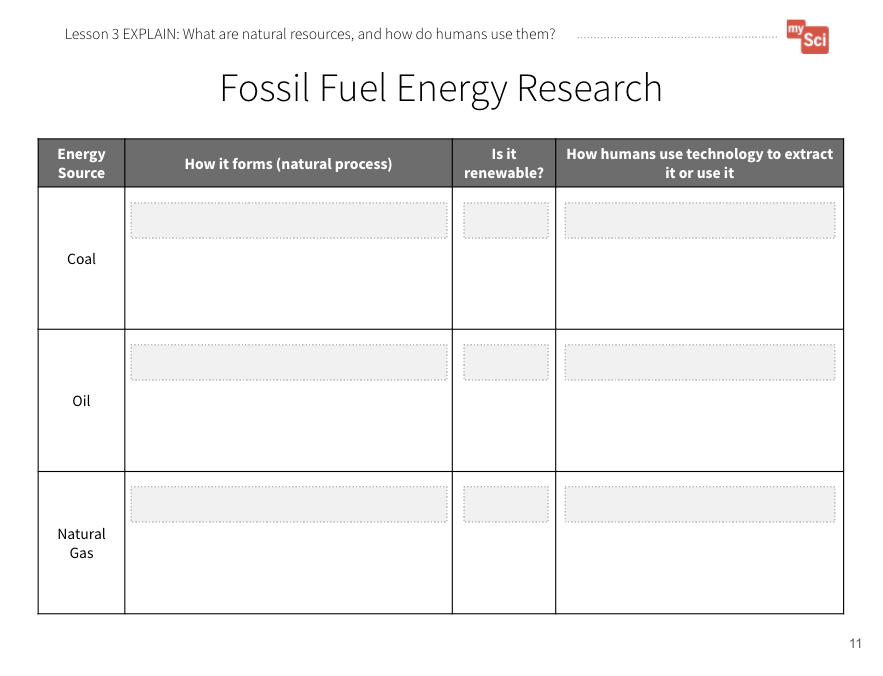 Lesson 3 EXPLAIN: What are natural resources, and how do humans use them?
my
Sci
Fossil Fuel Energy Research
Energy
Source
How it forms (natural process)
Is it
renewable?
How humans use technology to extract
it or use it
Coal
Oil
Natural
Gas
11